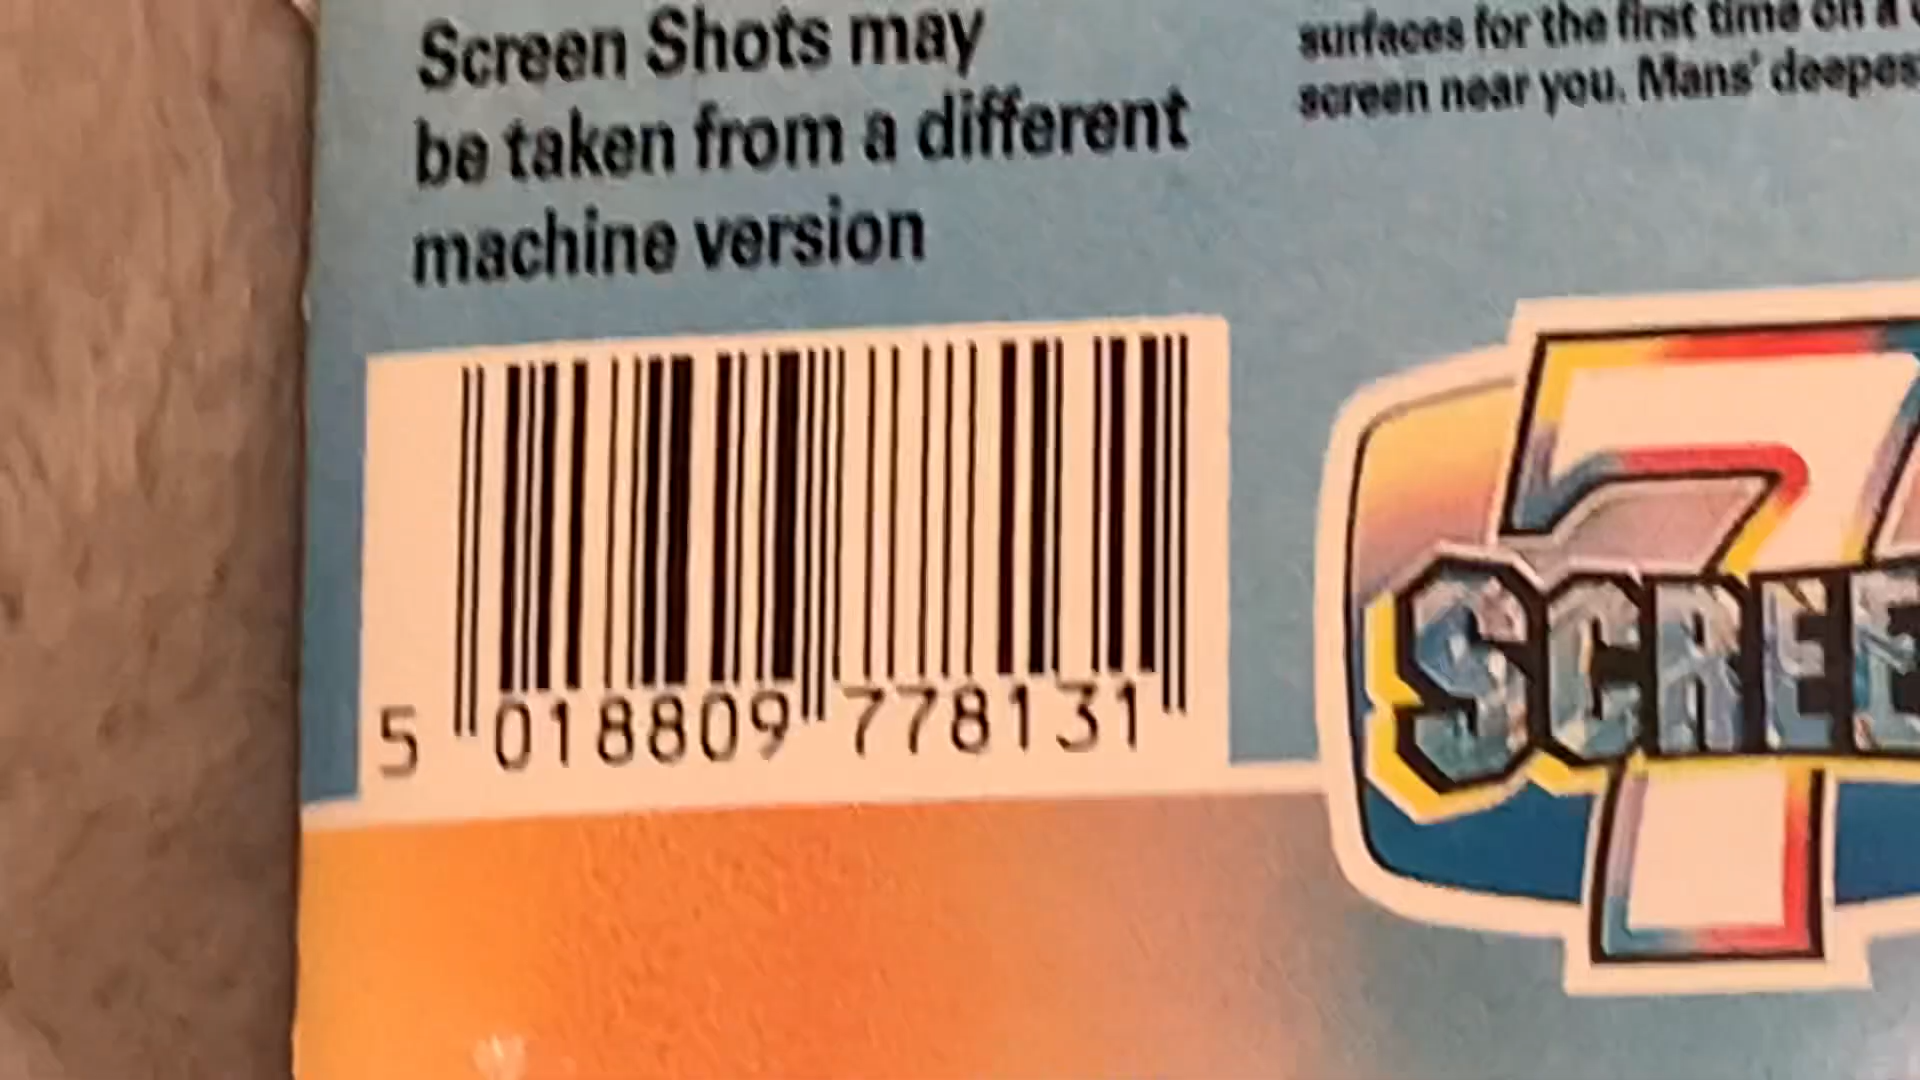 Screen Shots may
be taken from a different
machine version
surfaces for the first time on a
screen near you. Mans'
5 018809 778131
7
SCREE